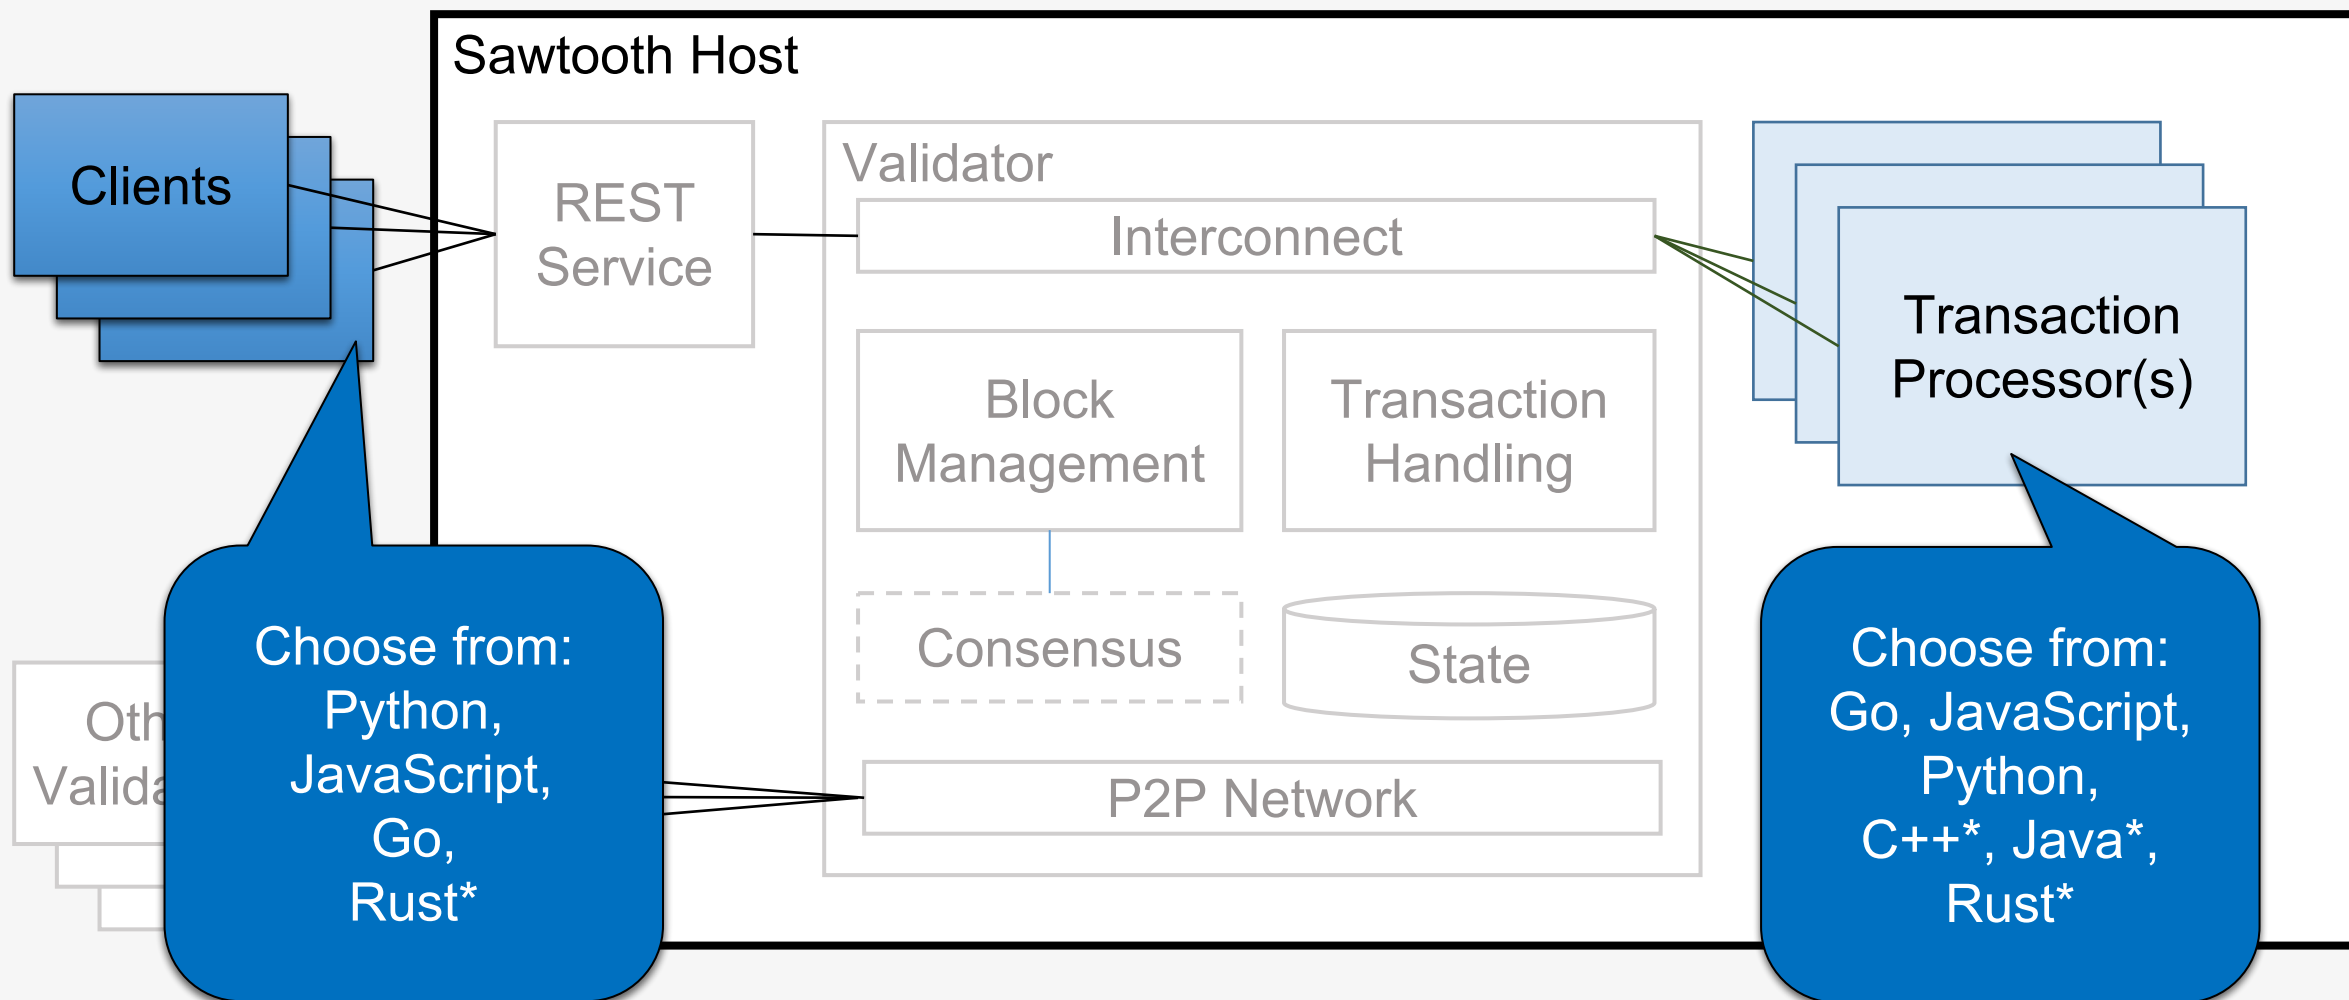 Sawtooth Host
Clients
REST
Service
Validator
Interconnect
Transaction
Processor(s)
Block
Management
Transaction
Handling
Consensus
State
P2P Network
Choose from:
Python,
JavaScript,
Go,
Rust*
Choose from:
Go, JavaScript,
Python,
C++*, Java*,
Rust*